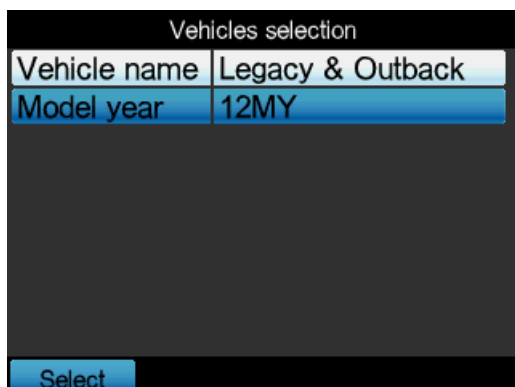 Vehicles selection
Vehicle name Legacy & Outback
Model year 12MY
Select